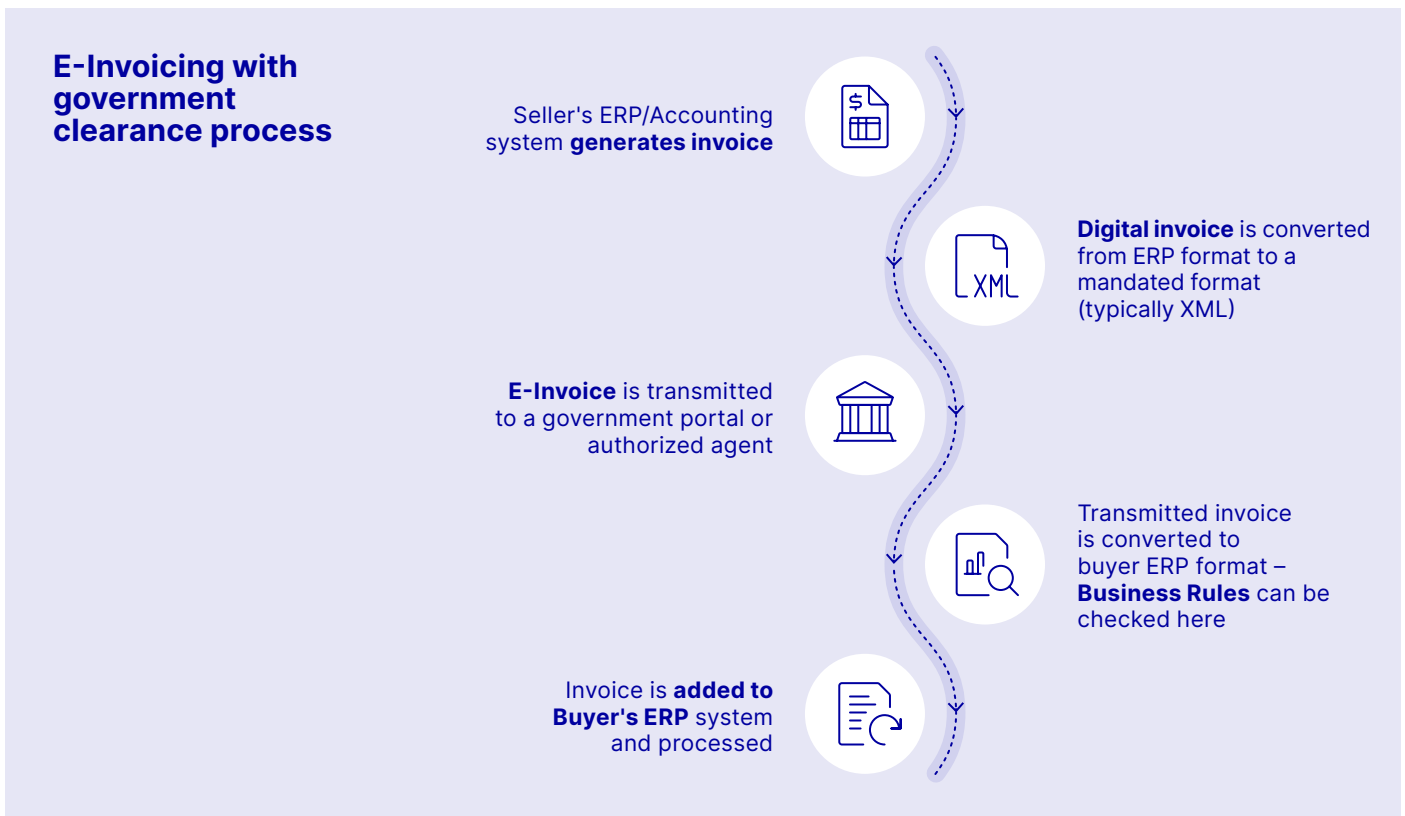 E-Invoicing with
government
clearance process
Seller's ERP/Accounting
system generates invoice
$
Digital invoice is converted
from ERP format to a
mandated format
(typically XML)
XML
E-Invoice is transmitted
to a government portal or
authorized agent
Transmitted invoice
is converted to
buyer ERP format –
Business Rules can be
checked here
Invoice is added to
Buyer's ERP system
and processed